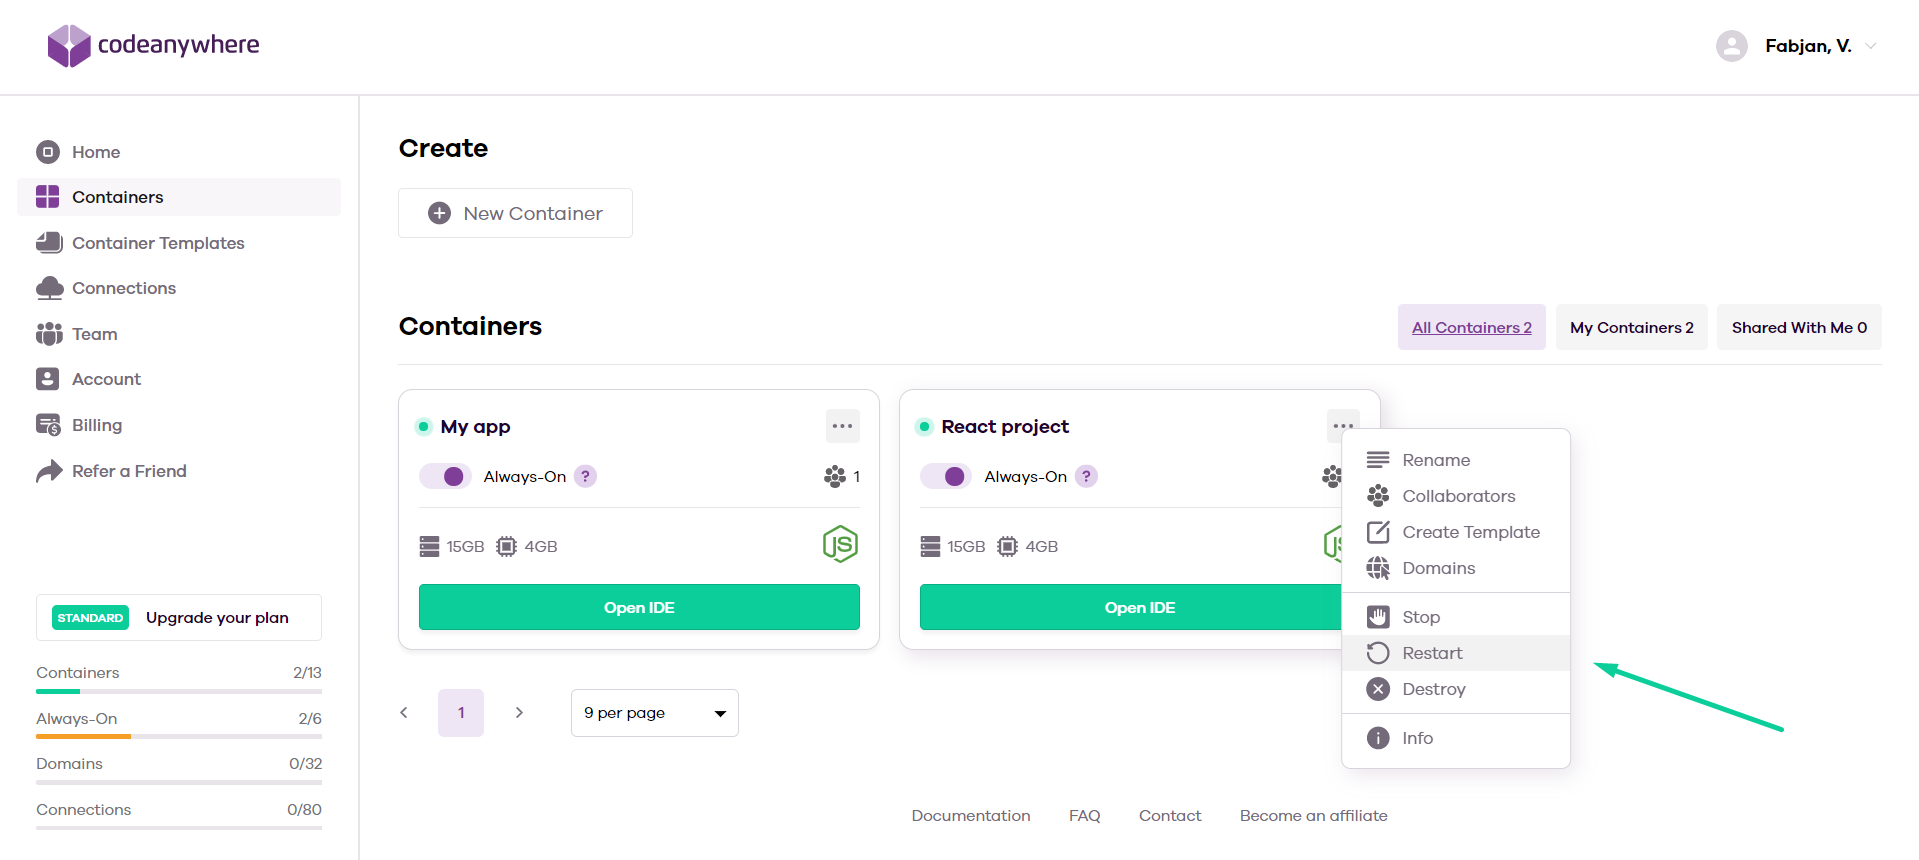 codeanywhere
Fabjan, V.
Home
Containers
Container Templates
Connections
Team
Account
Billing
Refer a Friend
STANDARD Upgrade your plan
Containers 2/13
Always-On 2/6
Domains 0/32
Connections 0/80
Create
New Container
Containers
All Containers 2 My Containers 2 Shared With Me 0
My app
Always-On ? 1
15GB 4GB JS
Open IDE
React project
Always-On ?
15GB 4GB
Open IDE
Rename
Collaborators
Create Template
Domains
Stop
Restart
Destroy
Info
1 9 per page
Documentation FAQ Contact Become an affiliate